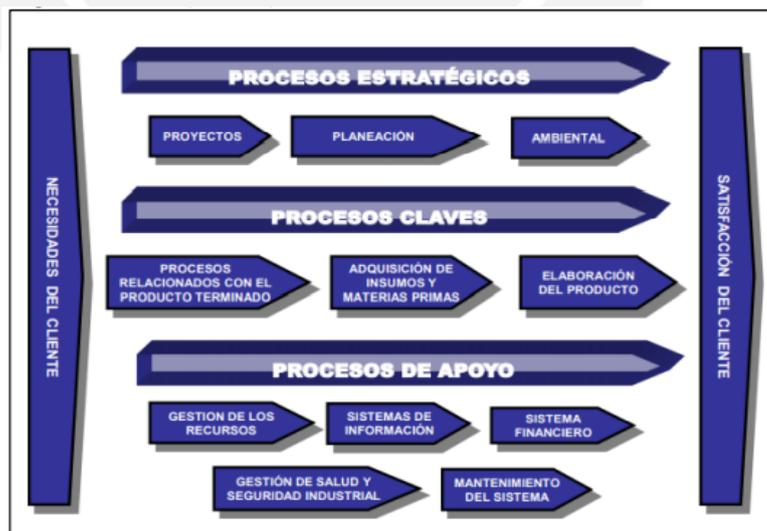 NECESIDADES DEL CLIENTE
PROCESOS ESTRATÉGICOS
PROYECTOS
PLANEACIÓN
AMBIENTAL
PROCESOS CLAVES
PROCESOS
RELACIONADOS CON EL
PRODUCTO TERMINADO
ADQUISICIÓN DE
INSUMOS Y
MATERIAS PRIMAS
ELABORACIÓN
DEL PRODUCTO
PROCESOS DE APOYO
GESTION DE LOS
RECURSOS
SISTEMAS DE
INFORMACIÓN
SISTEMA
FINANCIERO
GESTIÓN DE SALUD Y
SEGURIDAD INDUSTRIAL
MANTENIMIENTO
DEL SISTEMA
SATISFACCIÓN DEL CLIENTE